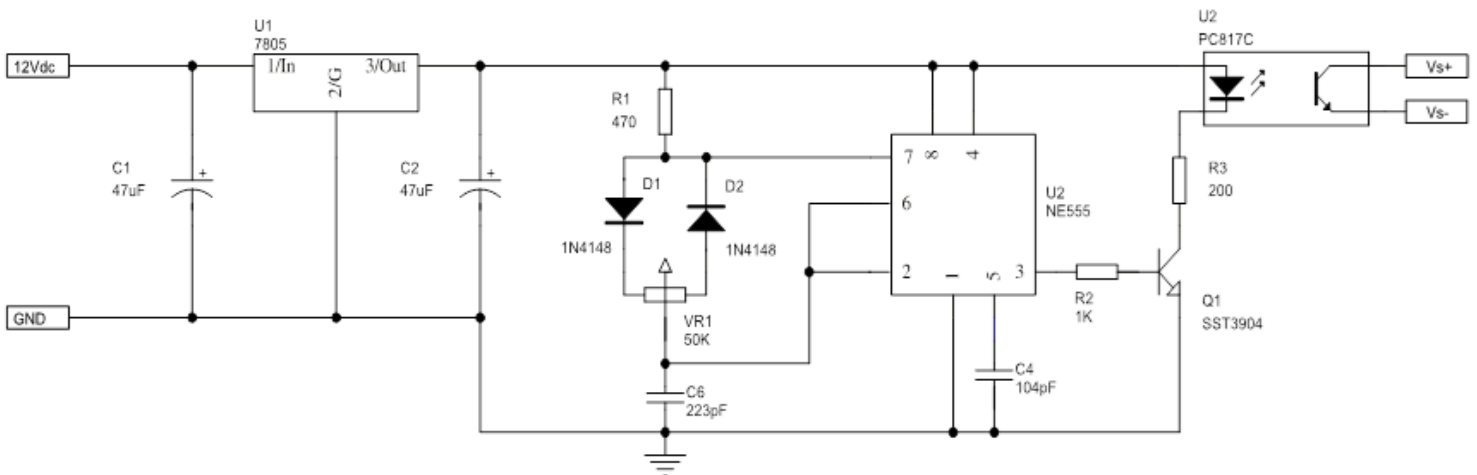 U1
7805
12Vdc
1/In
2/G
3/Out
C1
47uF
C2
47uF
GND
R1
470
D1
1N4148
D2
1N4148
VR1
50K
C6
223pF
7
8
4
6
2
1
5
3
U2
NE555
C4
104pF
R2
1K
Q1
SST3904
R3
200
U2
PC817C
Vs+
Vs-